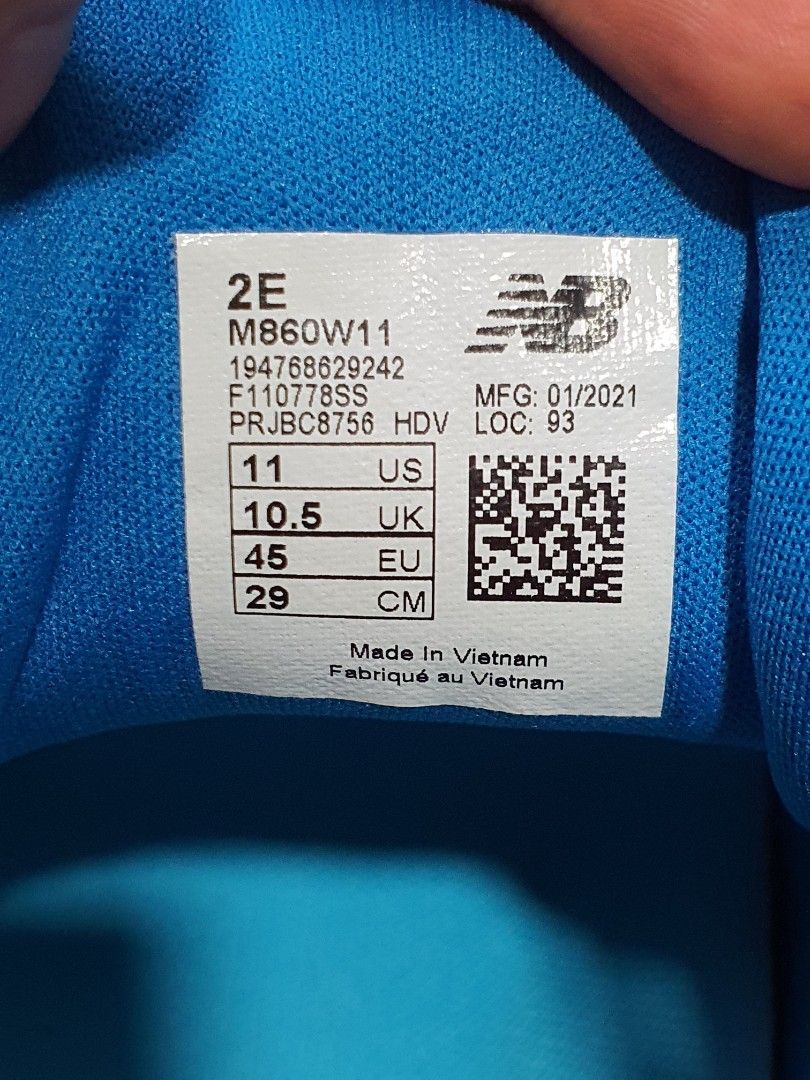 2E
NB
M860W11
194768629242
F110778SS MFG: 01/2021
PRJBC8756 HDV LOC: 93
11 US
10.5 UK
45 EU
29 CM
Made In Vietnam
Fabriqué au Vietnam